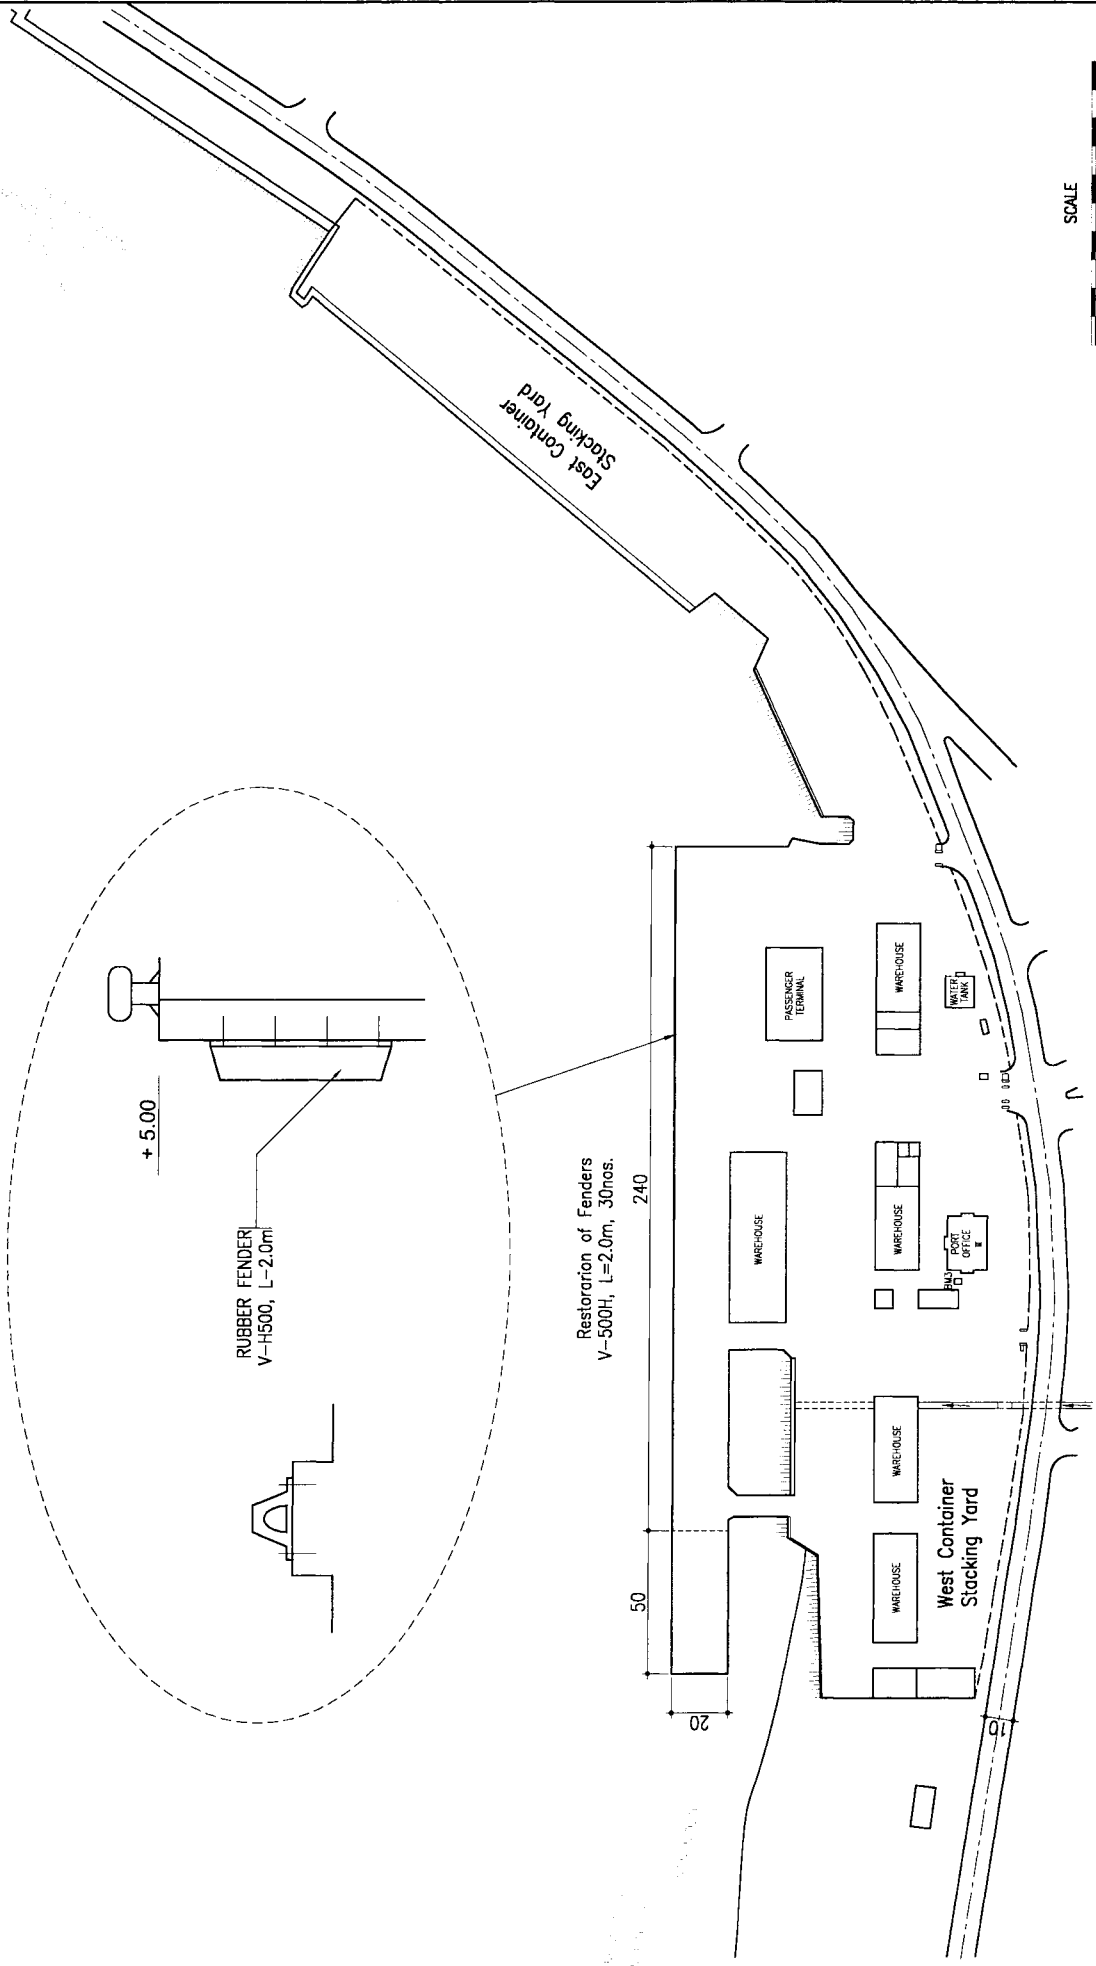 + 5.00
RUBBER FENDER
V-H500, L-2.0m
Restorarion of Fenders
V-500H, L=2.0m, 30nos.
50
240
20
East Container
Stacking Yard
PASSENGER
TERMINAL
WAREHOUSE
WAREHOUSE
WAREHOUSE
WAREHOUSE
WAREHOUSE
WATER
TANK
PORT
OFFICE
BM3
West Container
Stacking Yard
10
SCALE